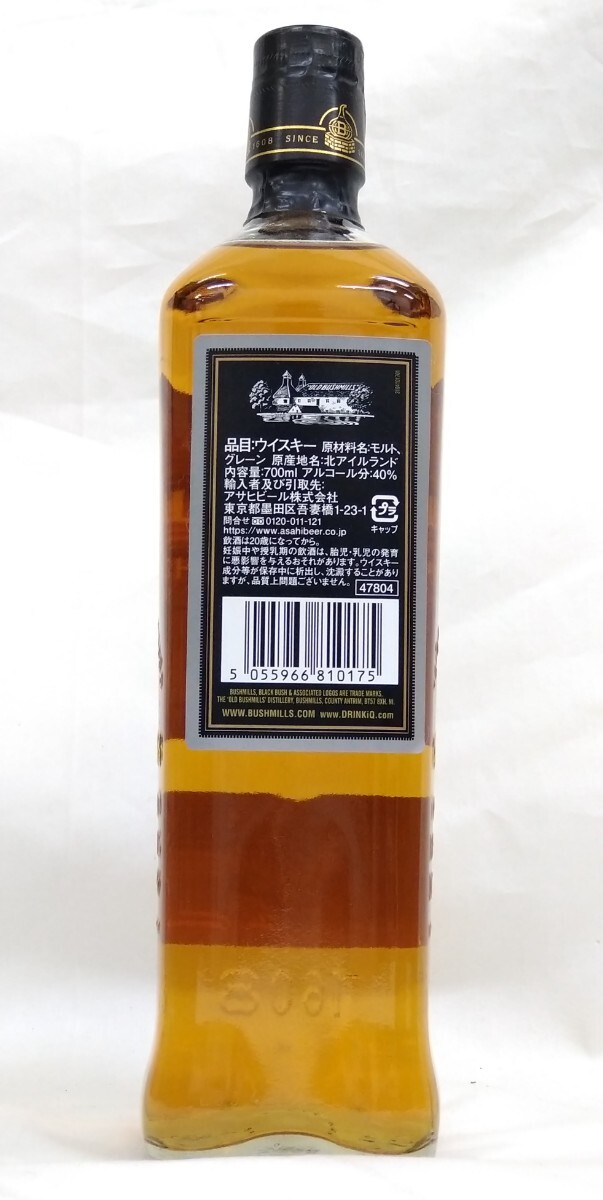 1608 SINCE
B
"OLD BUSHMILLS"
品目:ウイスキー 原材料名:モルト、
グレーン 原産地名:北アイルランド
内容量:700ml アルコール分:40%
輸入者及び引取先:
アサヒビール株式会社
東京都墨田区吾妻橋1-23-1
問合せ 0120-011-121
https://www.asahibeer.co.jp
プラ
キャップ
飲酒は20歳になってから。
妊娠中や授乳期の飲酒は、胎児・乳児の発育
に悪影響を与えるおそれがあります。ウイスキー
成分等が保存中に析出し、沈澱することがあり
ますが、品質上問題ございません。
47804
5 055966 810175
BUSHMILLS, BLACK BUSH & ASSOCIATED LOGOS ARE TRADE MARKS.
THE 'OLD BUSHMILLS' DISTILLERY, BUSHMILLS, COUNTY ANTRIM, BT57 8XH, NI.
WWW.BUSHMILLS.COM www.DRINKiQ.com
1608